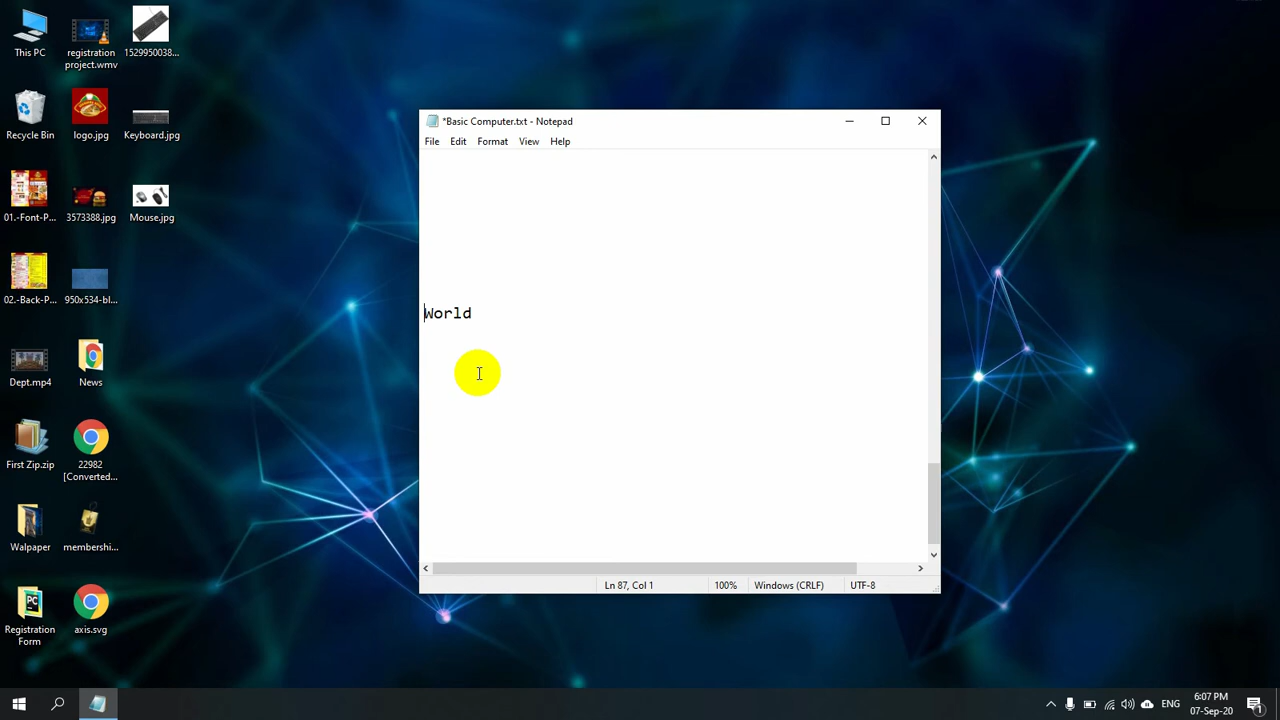 This PC
registration
project.wmv
1529950038...
Recycle Bin
logo.jpg
Keyboard.jpg
01.-Font-P...
3573388.jpg
Mouse.jpg
02.-Back-P...
950x534-bl...
Dept.mp4
News
First Zip.zip
22982
[Converted...
Walpaper
membershi...
Registration
Form
axis.svg
*Basic Computer.txt - Notepad
File Edit Format View Help
World
Ln 87, Col 1 100% Windows (CRLF) UTF-8
ENG
6:07 PM
07-Sep-20